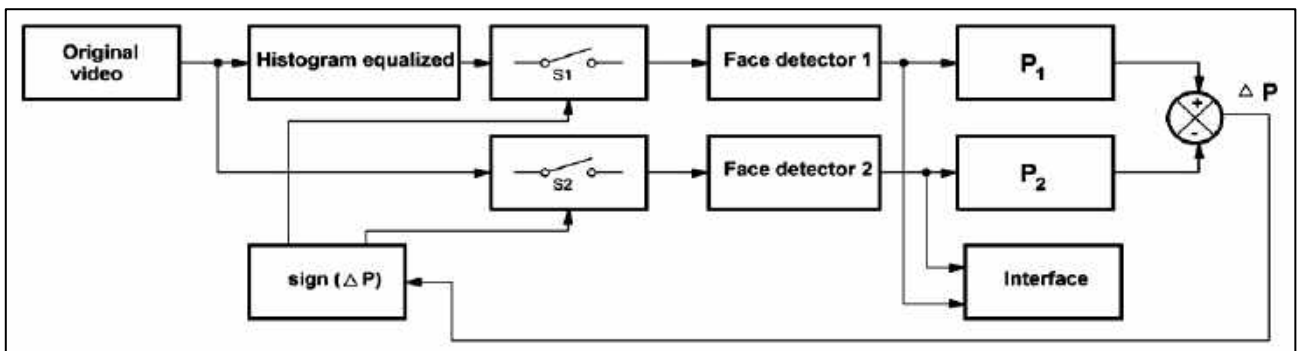 Original
video
Histogram equalized
S1
Face detector 1
P1
+
-
△ P
S2
Face detector 2
P2
sign (△ P)
Interface